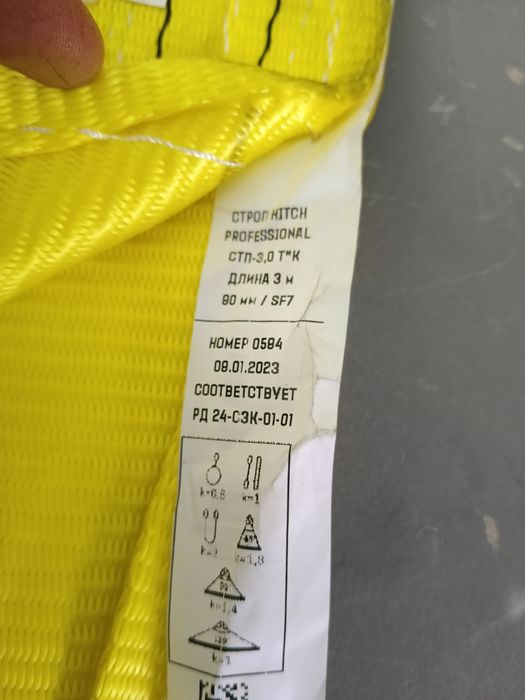 СТРОП HITCH
PROFESSIONAL
СТП-3,0 Т*К
ДЛИНА 3 м
90 мм / SF7
НОМЕР 0584
09.01.2023
СООТВЕТСТВУЕТ
РД 24-СЗК-01-01
k=0,8 k=1
k=2 k=1,8
k=1,4
k=1